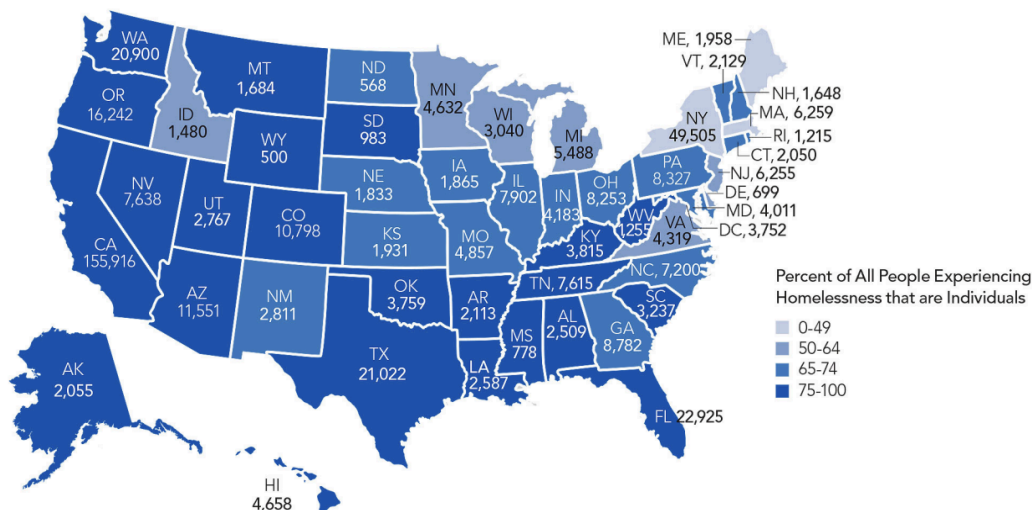 WA
20,900
OR
16,242
CA
155,916
NV
7,638
ID
1,480
MT
1,684
WY
500
UT
2,767
CO
10,798
AZ
11,551
NM
2,811
ND
568
SD
983
NE
1,833
KS
1,931
OK
3,759
TX
21,022
MN
4,632
IA
1,865
MO
4,857
AR
2,113
LA
2,587
WI
3,040
IL
7,902
MI
5,488
IN
4,183
OH
8,253
KY
3,815
TN, 7,615
MS
778
AL
2,509
GA
8,782
FL 22,925
SC
3,237
NC, 7,200
VA
4,319
WV
1255
PA
8,327
NY
49,505
ME, 1,958
VT, 2,129
NH, 1,648
MA, 6,259
RI, 1,215
CT, 2,050
NJ, 6,255
DE, 699
MD, 4,011
DC, 3,752
AK
2,055
HI
4,658
Percent of All People Experiencing
Homelessness that are Individuals
0-49
50-64
65-74
75-100